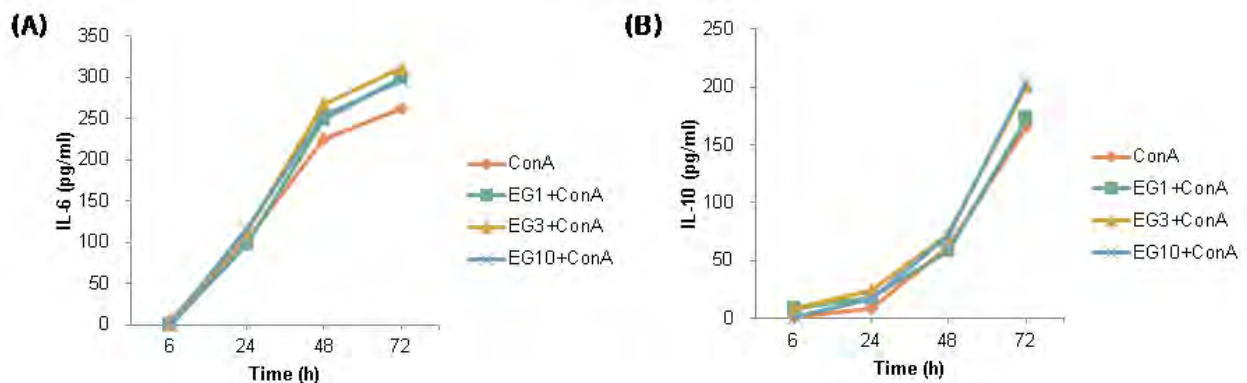 (A)
350
300
250
200
150
100
50
0
IL-6 (pg/ml)
6 24 48 72
Time (h)
ConA
EG1+ConA
EG3+ConA
EG10+ConA
(B)
250
200
150
100
50
0
IL-10 (pg/ml)
6 24 48 72
Time (h)
ConA
EG1+ConA
EG3+ConA
EG10+ConA